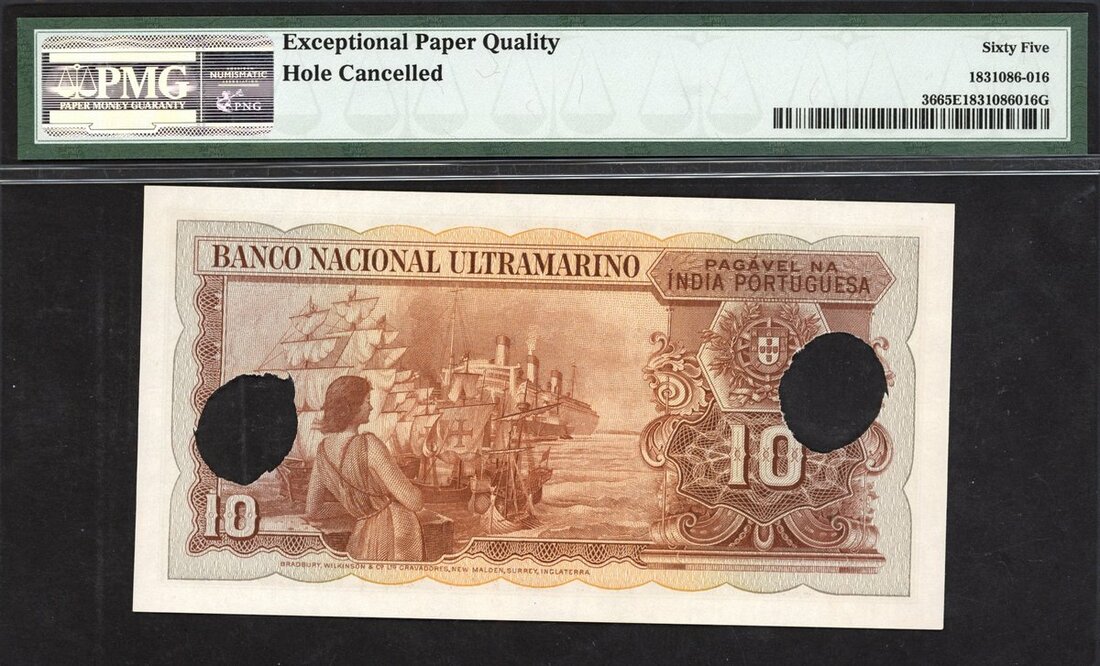 Exceptional Paper Quality
Hole Cancelled
PMG
PAPER MONEY GUARANTY
NUMISMATIC
PNG
Sixty Five
1831086-016
3665E1831086016G
BANCO NACIONAL ULTRAMARINO
PAGÁVEL NA
ÍNDIA PORTUGUESA
10
10
BRADBURY, WILKINSON & Cº LTD GRAVADORES, NEW MALDEN, SURREY, INGLATERRA